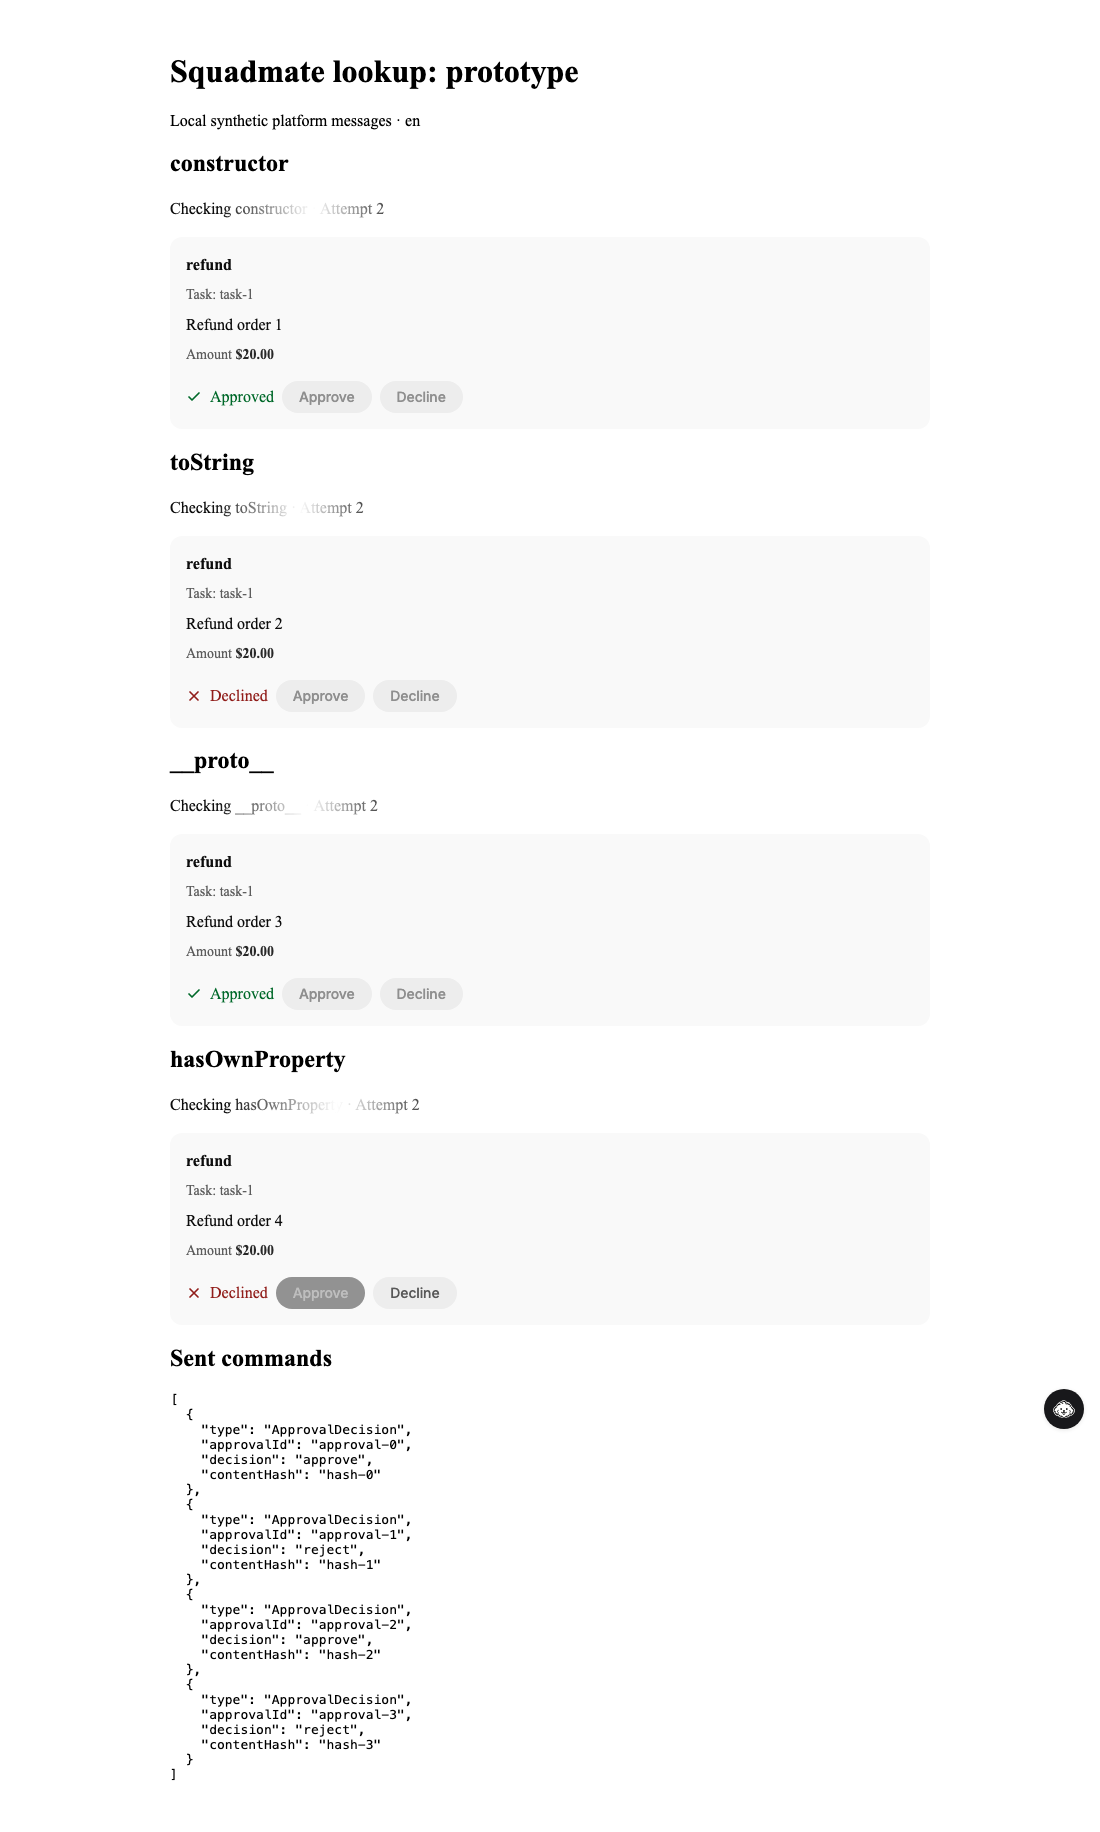 Squadmate lookup: prototype
Local synthetic platform messages · en
constructor
Checking constructor Attempt 2
refund
Task: task-1
Refund order 1
Amount $20.00
Approved Approve Decline
toString
Checking toString · Attempt 2
refund
Task: task-1
Refund order 2
Amount $20.00
Declined Approve Decline
__proto__
Checking __proto__ Attempt 2
refund
Task: task-1
Refund order 3
Amount $20.00
Approved Approve Decline
hasOwnProperty
Checking hasOwnProperty · Attempt 2
refund
Task: task-1
Refund order 4
Amount $20.00
Declined Approve Decline
Sent commands
[
  {
    "type": "ApprovalDecision",
    "approvalId": "approval-0",
    "decision": "approve",
    "contentHash": "hash-0"
  },
  {
    "type": "ApprovalDecision",
    "approvalId": "approval-1",
    "decision": "reject",
    "contentHash": "hash-1"
  },
  {
    "type": "ApprovalDecision",
    "approvalId": "approval-2",
    "decision": "approve",
    "contentHash": "hash-2"
  },
  {
    "type": "ApprovalDecision",
    "approvalId": "approval-3",
    "decision": "reject",
    "contentHash": "hash-3"
  }
]